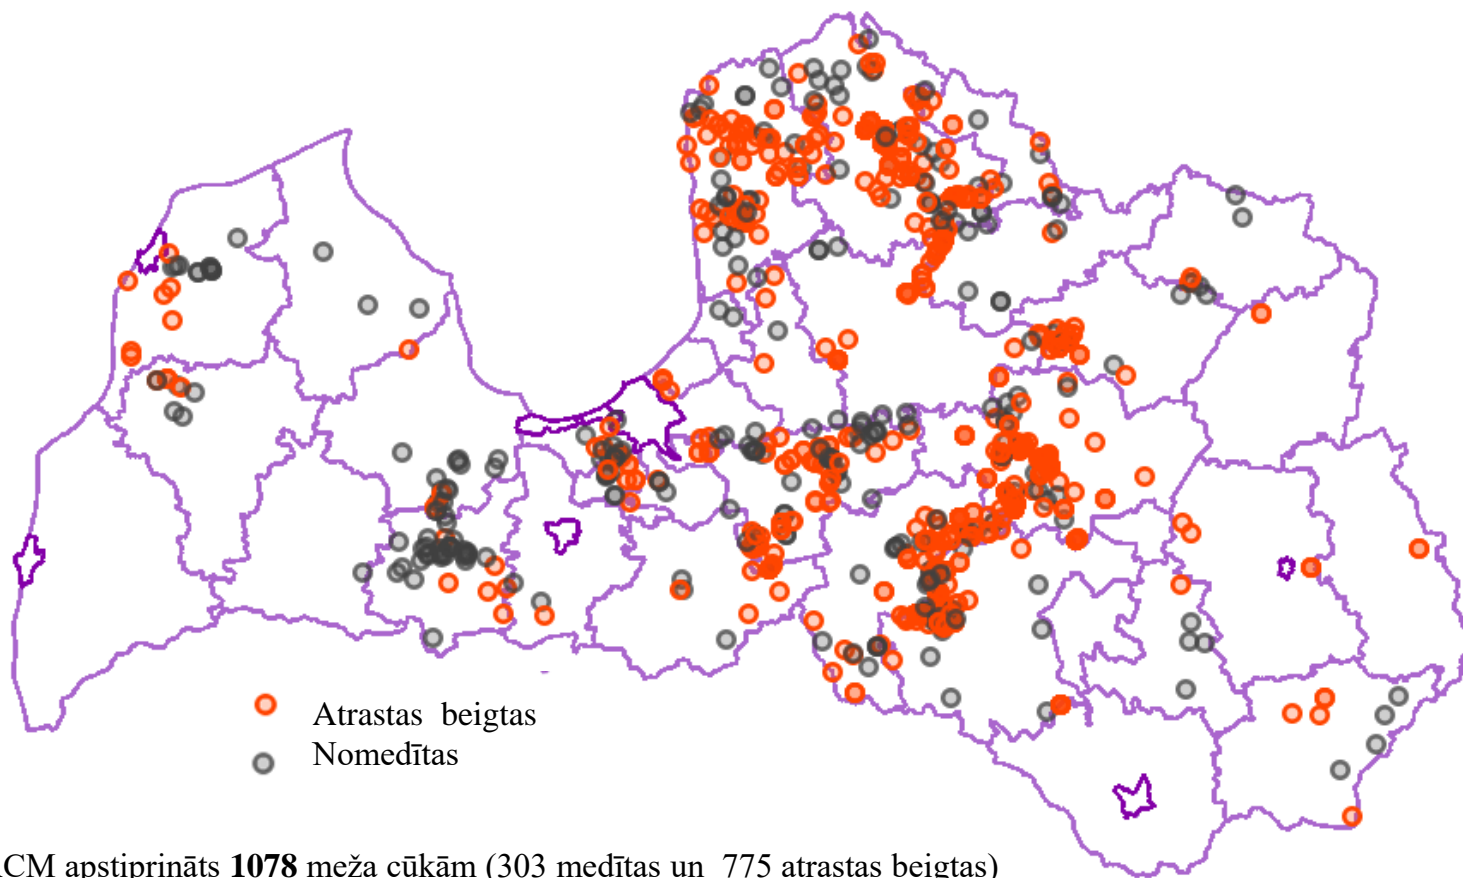 Atrastas beigtas
Nomedītas
ĀCM apstiprināts 1078 meža cūkām (303 medītas un 775 atrastas beigtas)